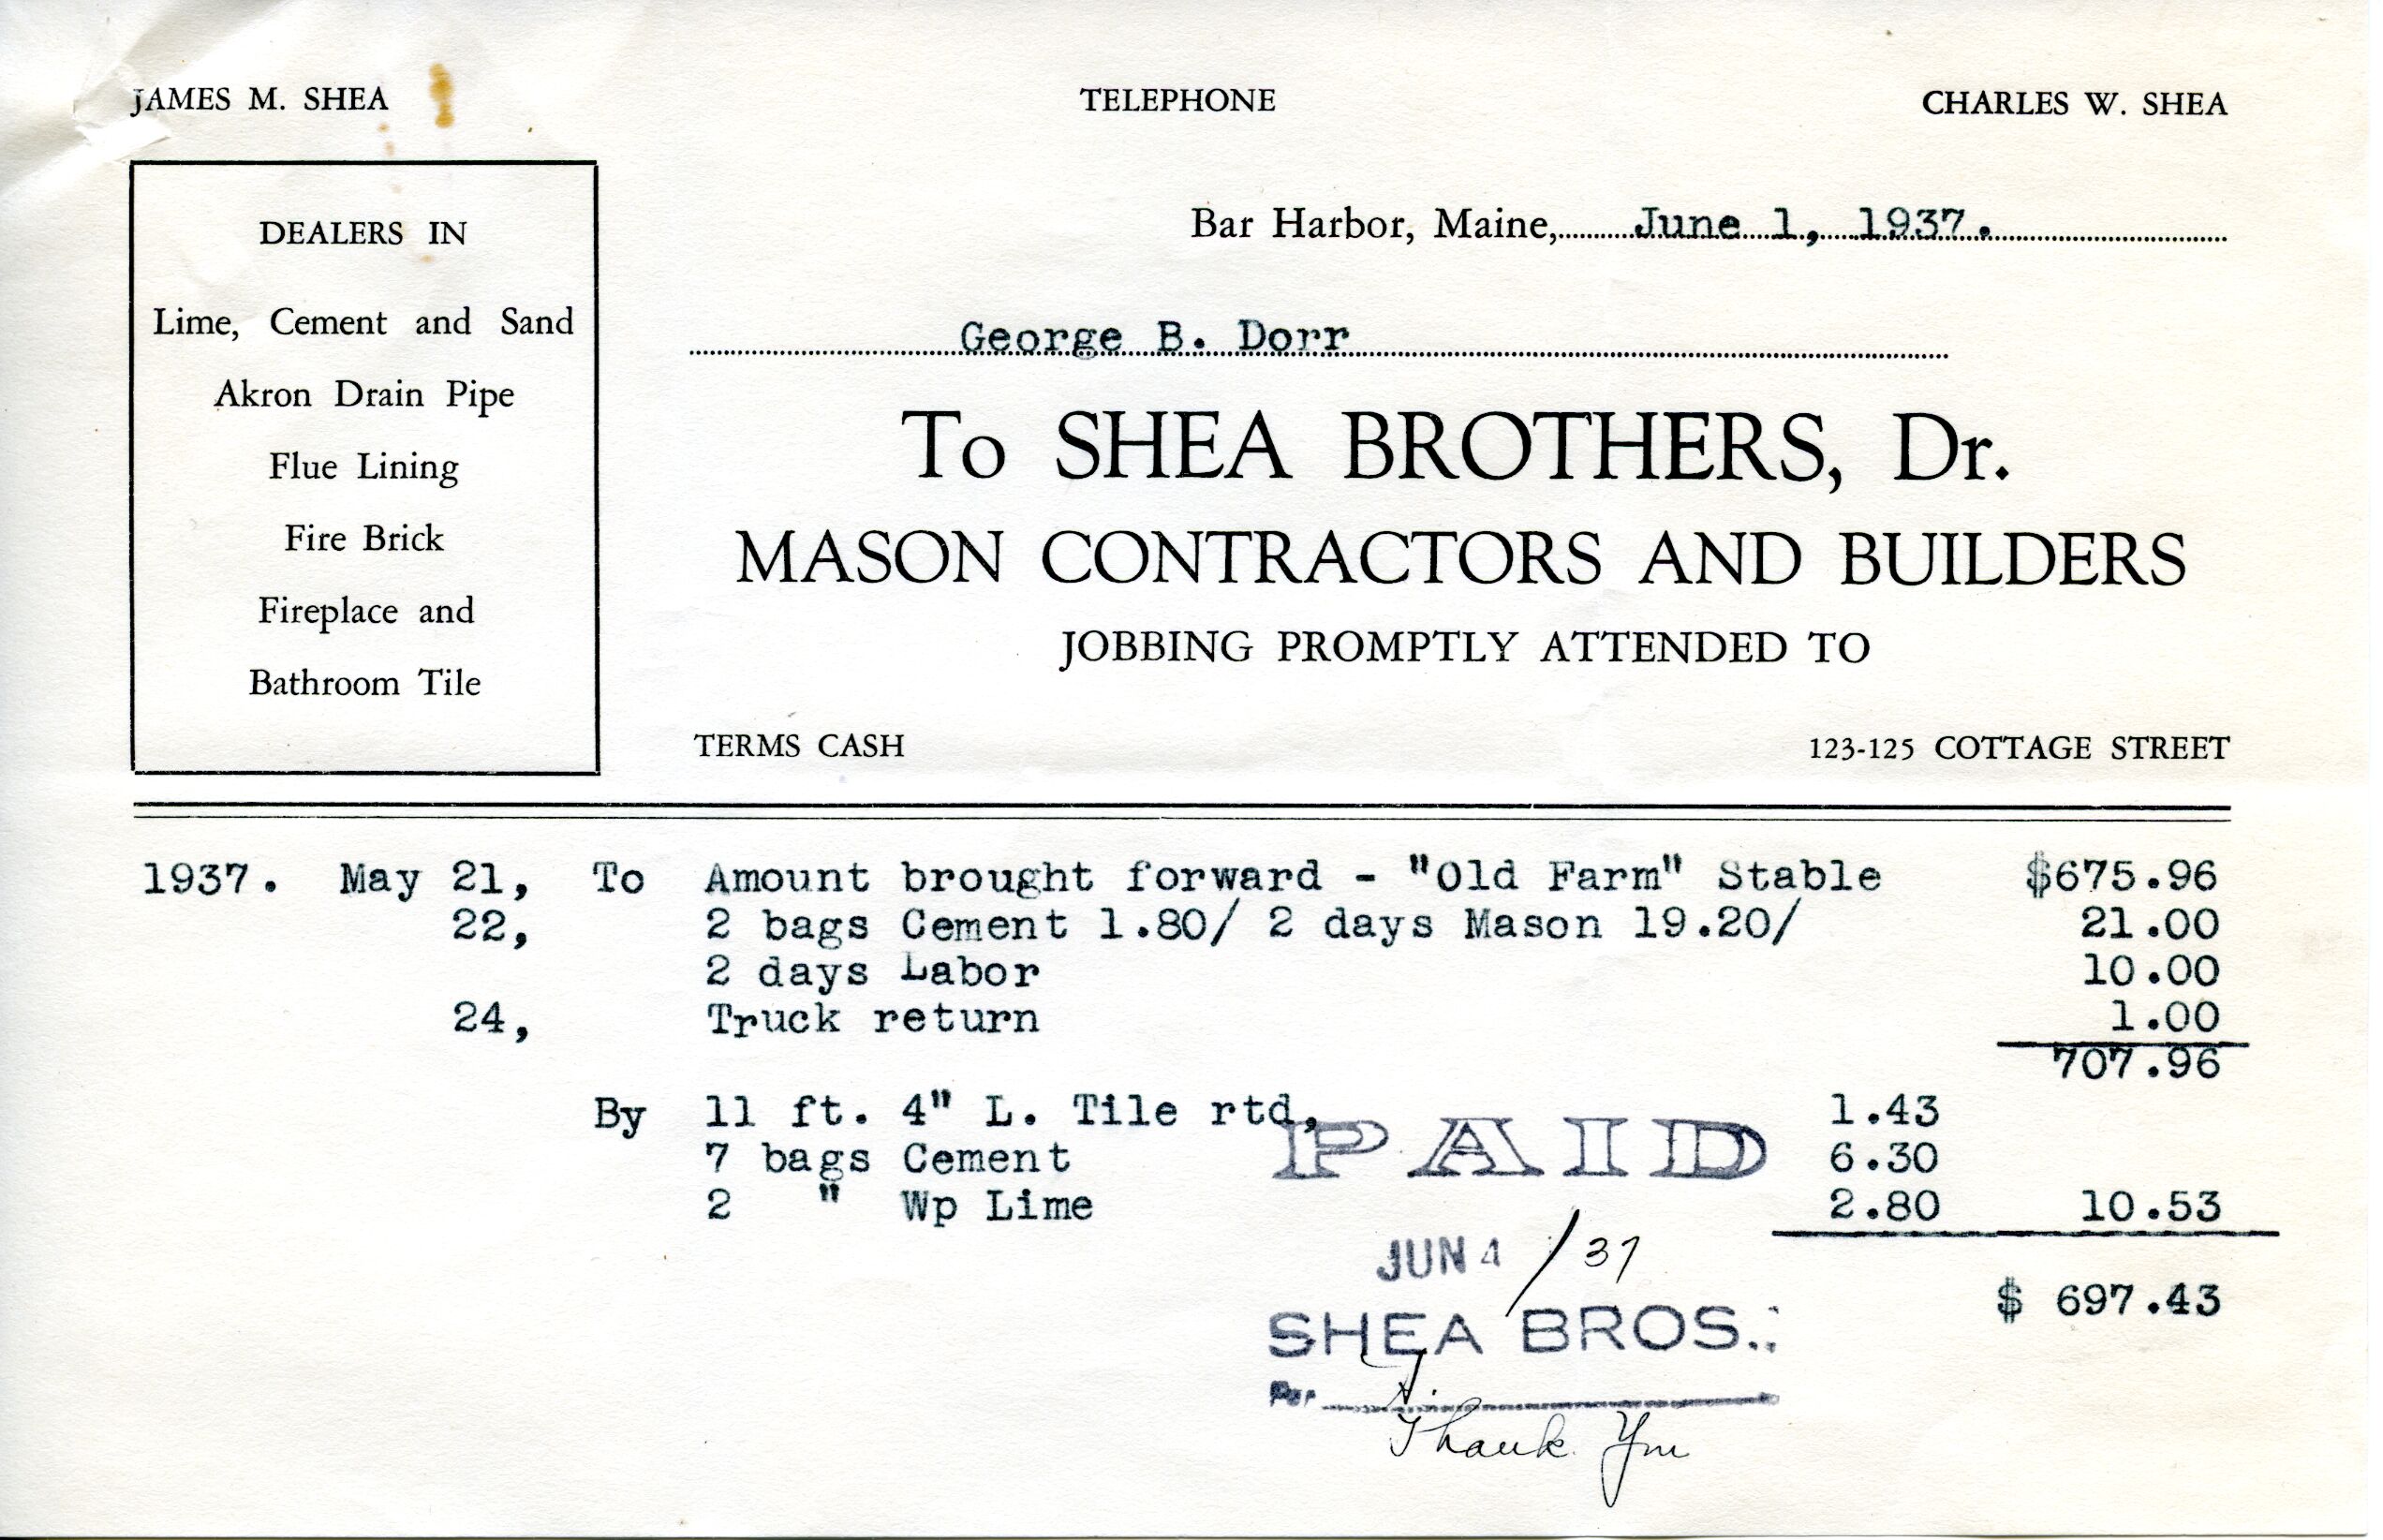 JAMES M. SHEA TELEPHONE CHARLES W. SHEA
DEALERS IN
Lime, Cement and Sand
Akron Drain Pipe
Flue Lining
Fire Brick
Fireplace and
Bathroom Tile
Bar Harbor, Maine, June 1, 1937.
George B. Dorr
To SHEA BROTHERS, Dr.
MASON CONTRACTORS AND BUILDERS
JOBBING PROMPTLY ATTENDED TO
TERMS CASH 123-125 COTTAGE STREET
1937. May 21, To Amount brought forward - "Old Farm" Stable $675.96
22, 2 bags Cement 1.80/ 2 days Mason 19.20/ 21.00
2 days Labor 10.00
24, Truck return 1.00
707.96
By 11 ft. 4" L. Tile rtd, 1.43
7 bags Cement 6.30
2 " Wp Lime 2.80 10.53
$ 697.43
PAID
JUN 4 /37
SHEA BROS.
Per
Thank You